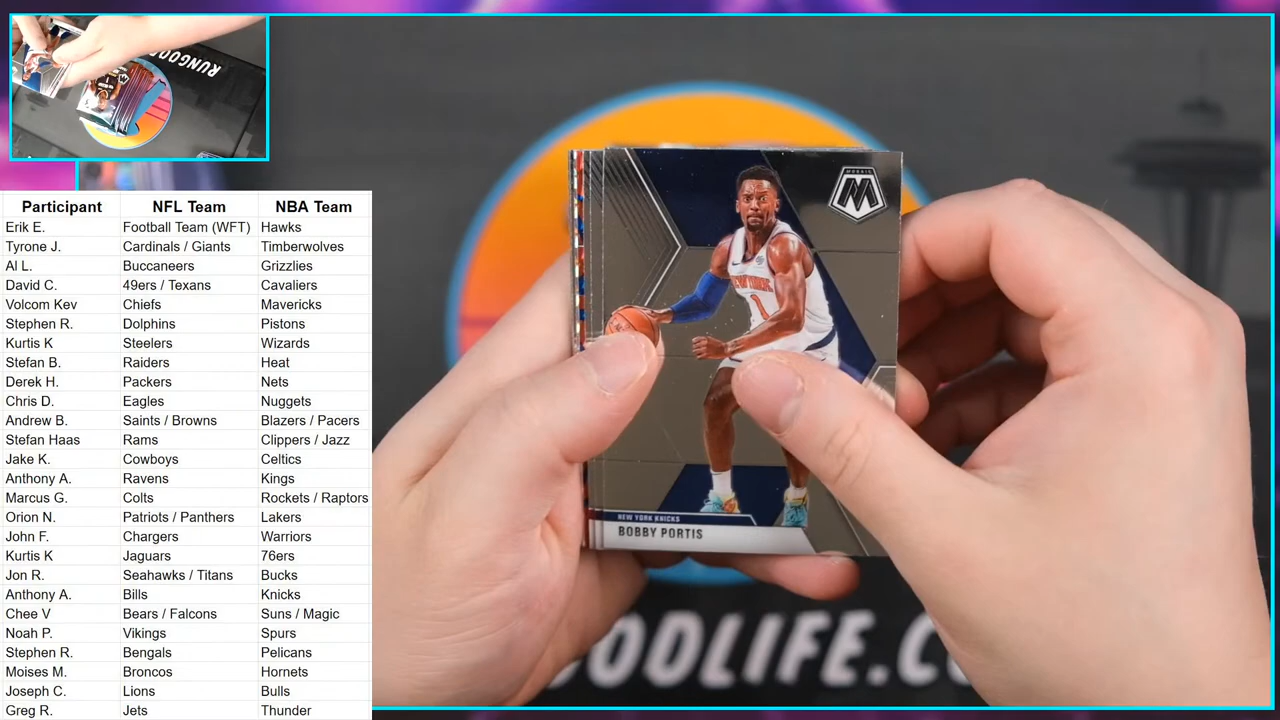 RUNGOOD
Participant NFL Team NBA Team
Erik E. Football Team (WFT) Hawks
Tyrone J. Cardinals / Giants Timberwolves
Al L. Buccaneers Grizzlies
David C. 49ers / Texans Cavaliers
Volcom Kev Chiefs Mavericks
Stephen R. Dolphins Pistons
Kurtis K Steelers Wizards
Stefan B. Raiders Heat
Derek H. Packers Nets
Chris D. Eagles Nuggets
Andrew B. Saints / Browns Blazers / Pacers
Stefan Haas Rams Clippers / Jazz
Jake K. Cowboys Celtics
Anthony A. Ravens Kings
Marcus G. Colts Rockets / Raptors
Orion N. Patriots / Panthers Lakers
John F. Chargers Warriors
Kurtis K Jaguars 76ers
Jon R. Seahawks / Titans Bucks
Anthony A. Bills Knicks
Chee V Bears / Falcons Suns / Magic
Noah P. Vikings Spurs
Stephen R. Bengals Pelicans
Moises M. Broncos Hornets
Joseph C. Lions Bulls
Greg R. Jets Thunder
MOSAIC
M
NEW YORK
1
NEW YORK KNICKS
BOBBY PORTIS
OODLIFE.C